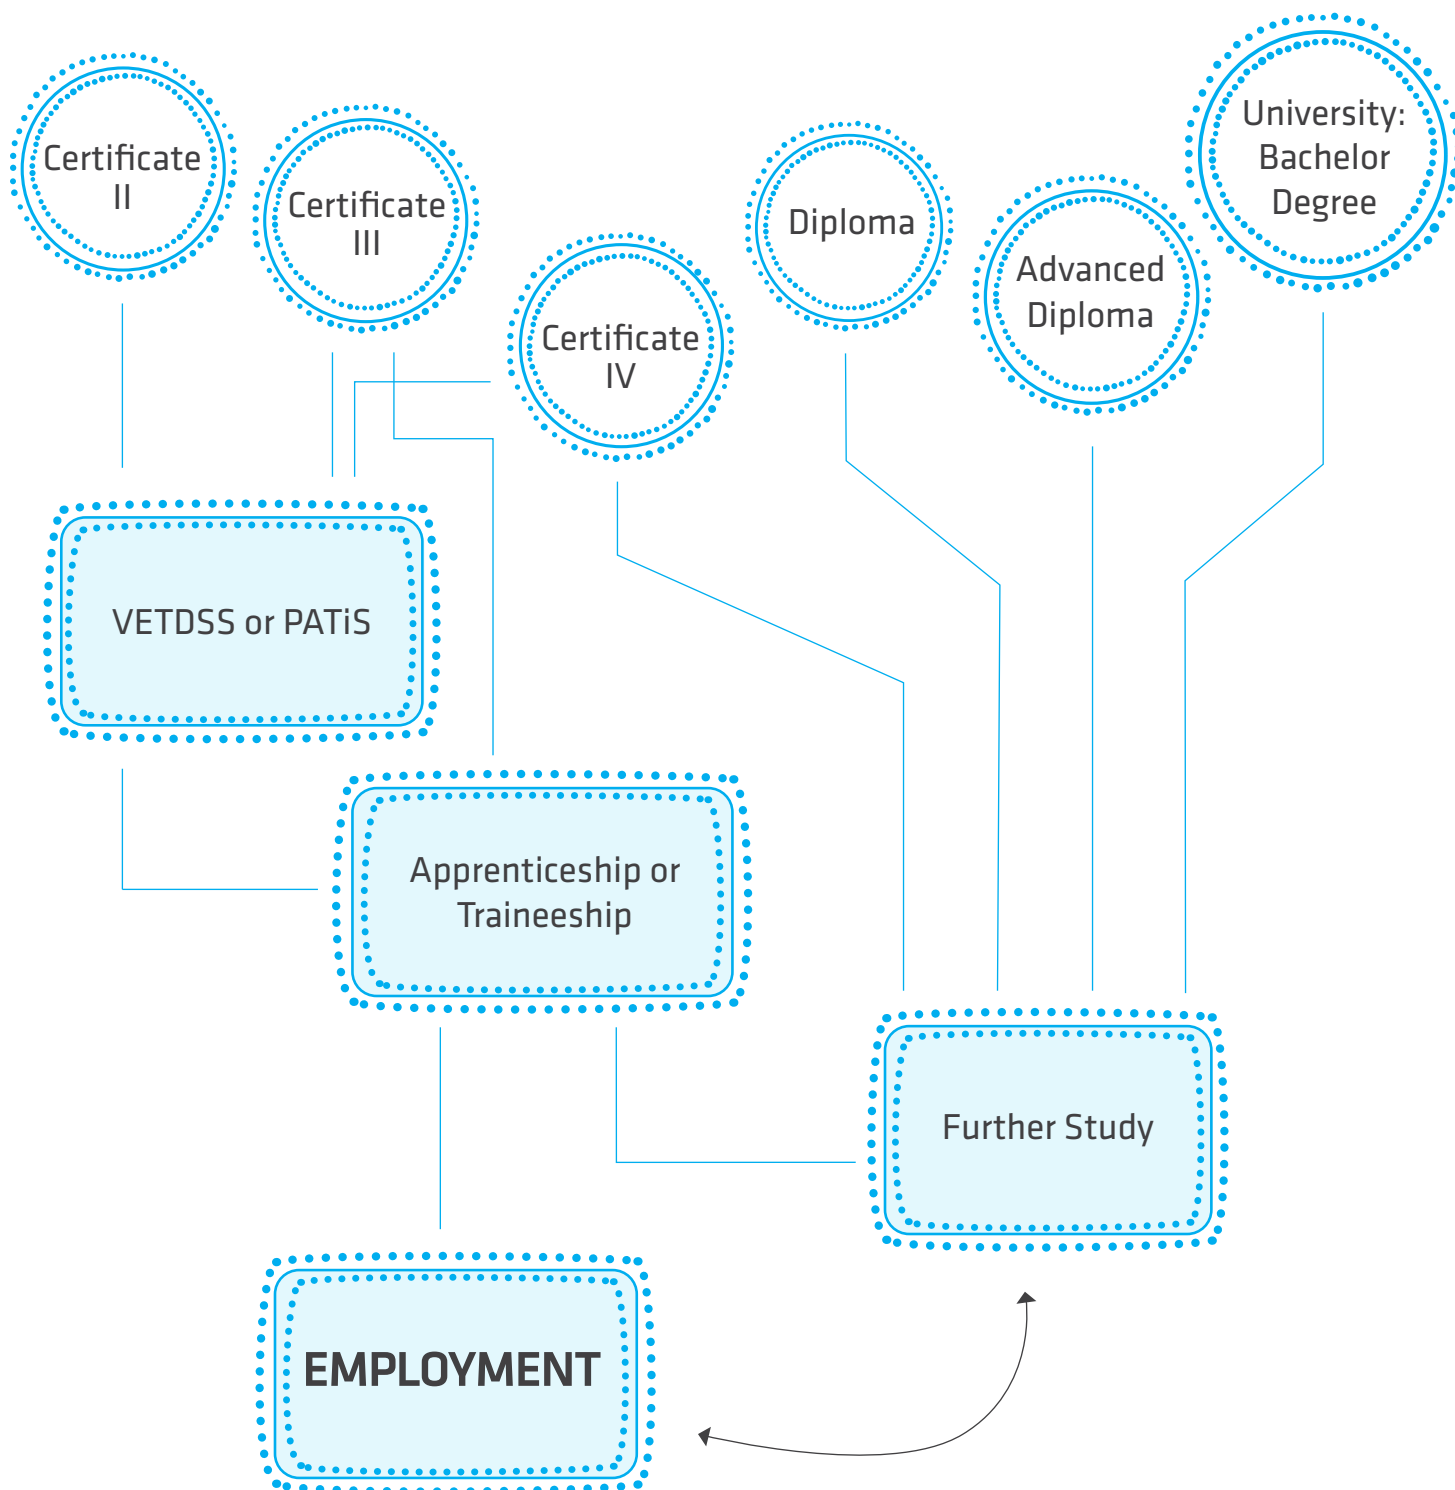 Certificate
II
Certificate
III
Certificate
IV
Diploma
Advanced
Diploma
University:
Bachelor
Degree
VETDSS or PATiS
Apprenticeship or
Traineeship
Further Study
EMPLOYMENT